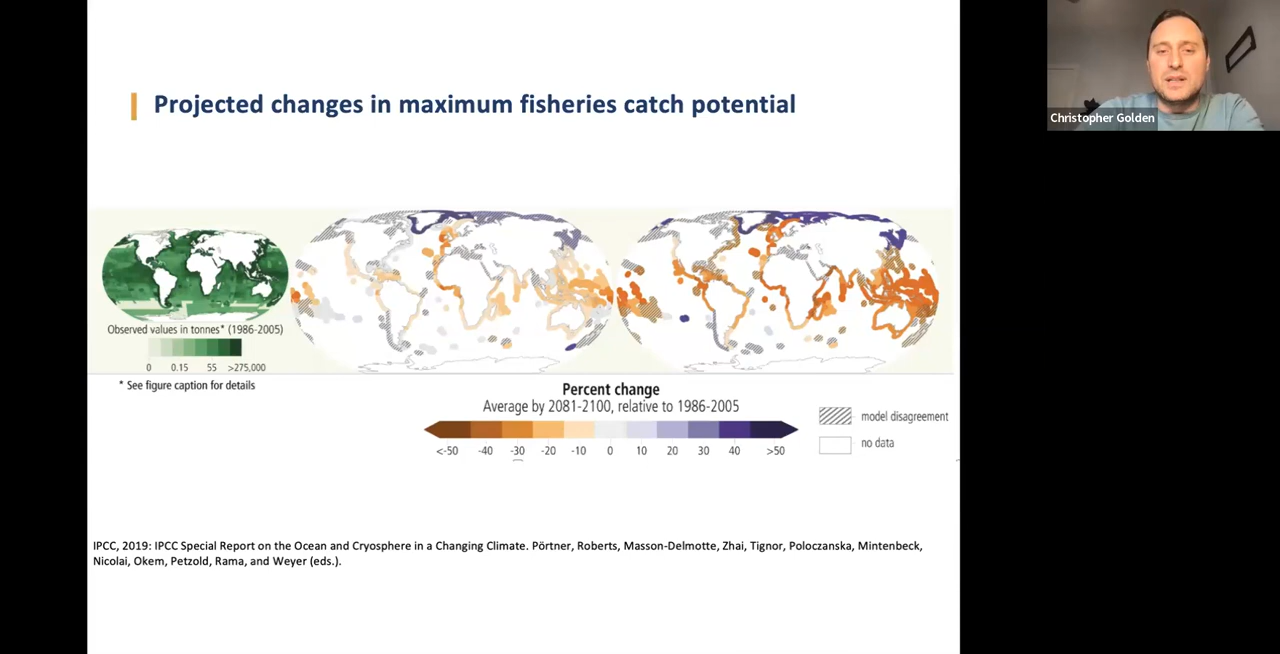 Projected changes in maximum fisheries catch potential
Christopher Golden
Observed values in tonnes* (1986-2005)
0 0.15 55 >275,000
* See figure caption for details
Percent change
Average by 2081-2100, relative to 1986-2005
<-50 -40 -30 -20 -10 0 10 20 30 40 >50
model disagreement
no data
IPCC, 2019: IPCC Special Report on the Ocean and Cryosphere in a Changing Climate. Pörtner, Roberts, Masson-Delmotte, Zhai, Tignor, Poloczanska, Mintenbeck,
Nicolai, Okem, Petzold, Rama, and Weyer (eds.).